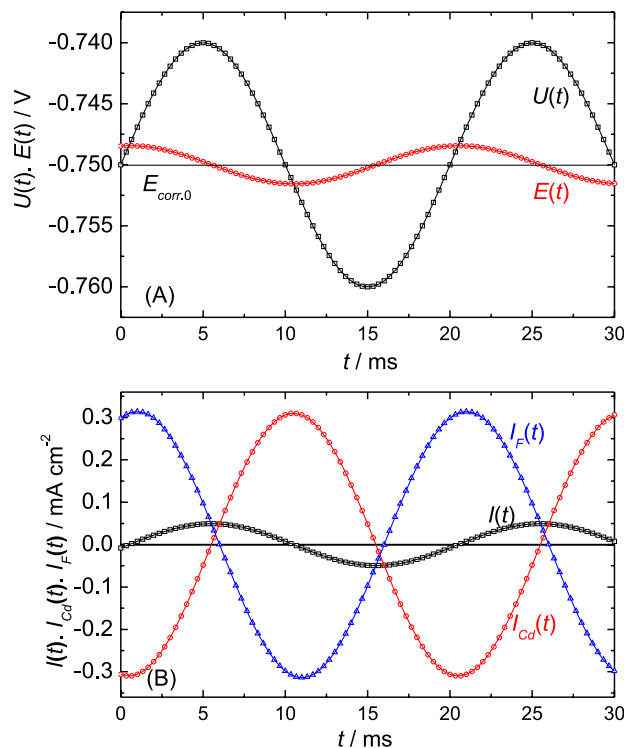 -0.740
-0.745
-0.750
-0.755
-0.760
U(t). E(t) / V
U(t)
E_corr.0
E(t)
(A)
0 5 10 15 20 25 30
t / ms
0.3
0.2
0.1
0.0
-0.1
-0.2
-0.3
I(t). I_Cd(t). I_F(t) / mA cm⁻²
I_F(t)
I(t)
I_Cd(t)
(B)
0 5 10 15 20 25 30
t / ms